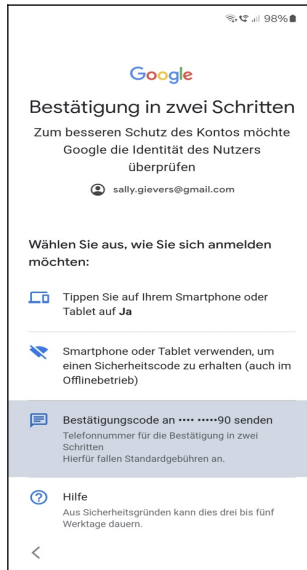 98%
Google
Bestätigung in zwei Schritten
Zum besseren Schutz des Kontos möchte
Google die Identität des Nutzers
überprüfen
sally.gievers@gmail.com
Wählen Sie aus, wie Sie sich anmelden
möchten:
Tippen Sie auf Ihrem Smartphone oder
Tablet auf Ja
Smartphone oder Tablet verwenden, um
einen Sicherheitscode zu erhalten (auch im
Offlinebetrieb)
Bestätigungscode an •••• •••••90 senden
Telefonnummer für die Bestätigung in zwei
Schritten
Hierfür fallen Standardgebühren an.
Hilfe
Aus Sicherheitsgründen kann dies drei bis fünf
Werktage dauern.